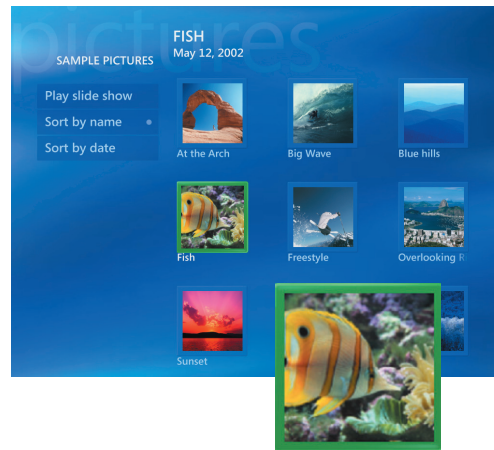 pictures
FISH
May 12, 2002
SAMPLE PICTURES
Play slide show
Sort by name
Sort by date
At the Arch
Big Wave
Blue hills
Fish
Freestyle
Overlooking R
Sunset